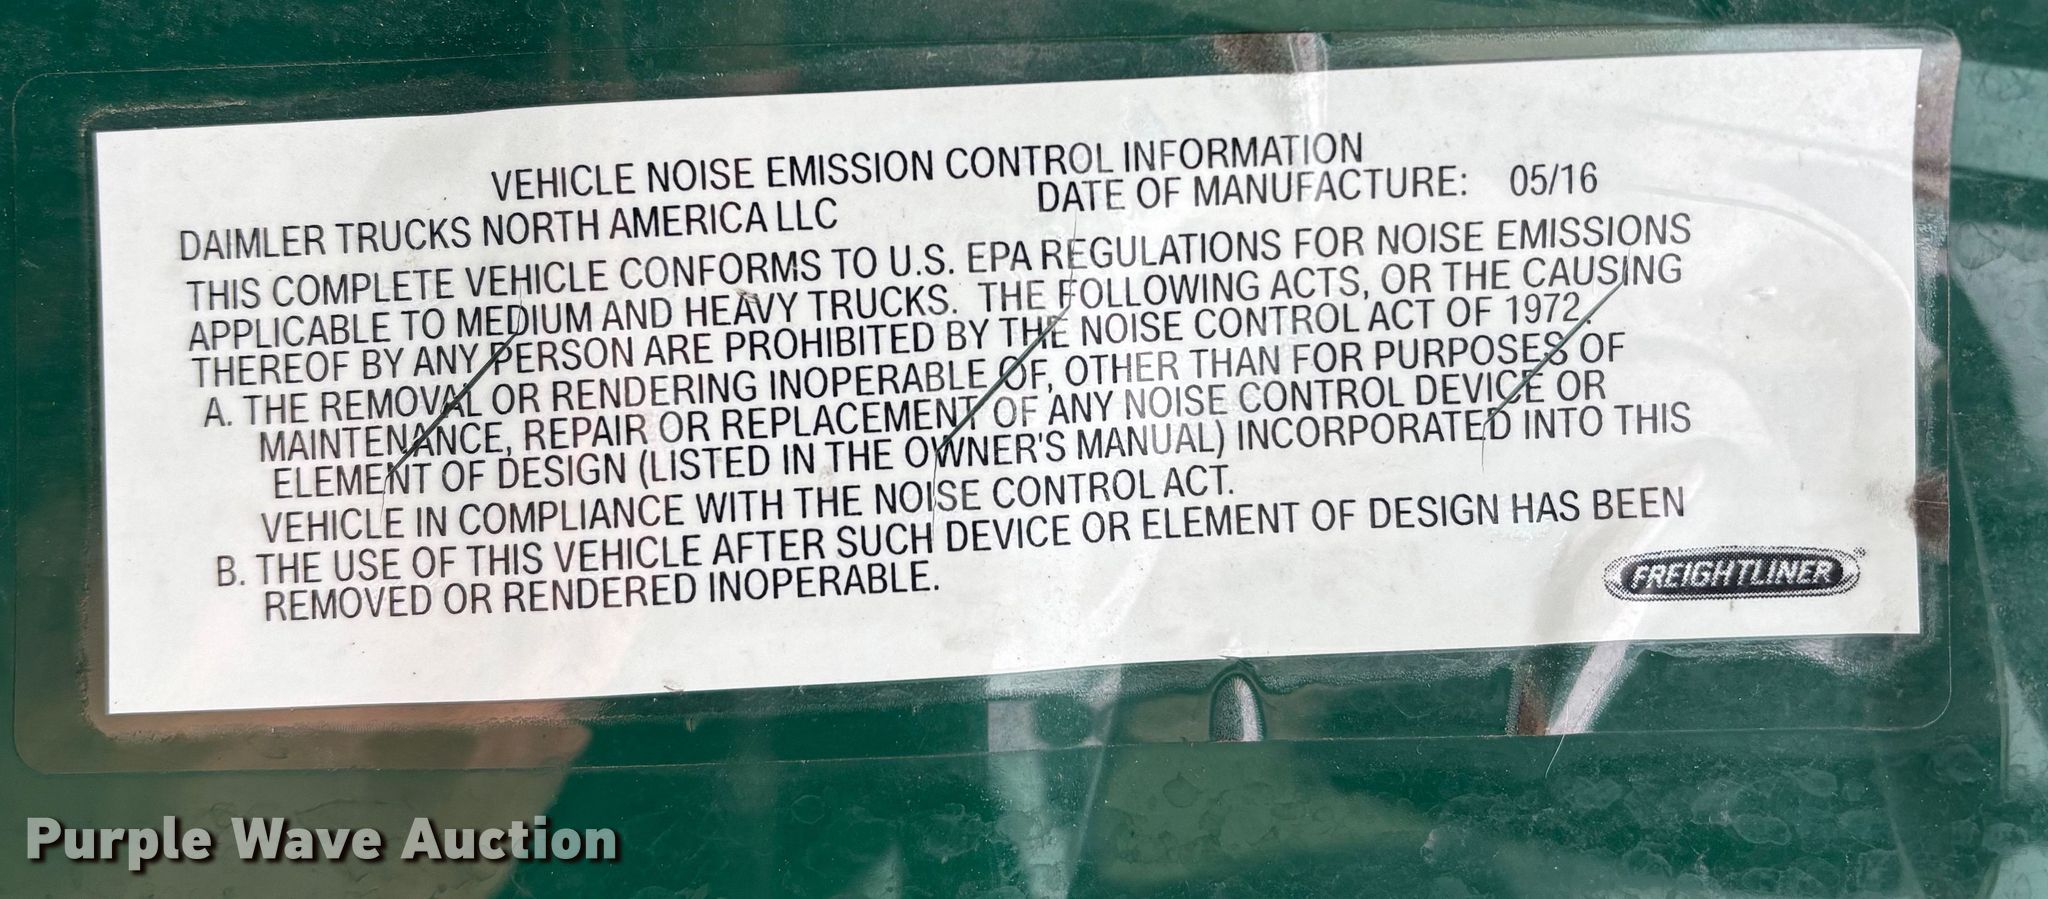 VEHICLE NOISE EMISSION CONTROL INFORMATION
DAIMLER TRUCKS NORTH AMERICA LLC DATE OF MANUFACTURE: 05/16
THIS COMPLETE VEHICLE CONFORMS TO U.S. EPA REGULATIONS FOR NOISE EMISSIONS
APPLICABLE TO MEDIUM AND HEAVY TRUCKS. THE FOLLOWING ACTS, OR THE CAUSING
THEREOF BY ANY PERSON ARE PROHIBITED BY THE NOISE CONTROL ACT OF 1972.
A. THE REMOVAL OR RENDERING INOPERABLE OF, OTHER THAN FOR PURPOSES OF
MAINTENANCE, REPAIR OR REPLACEMENT OF ANY NOISE CONTROL DEVICE OR
ELEMENT OF DESIGN (LISTED IN THE OWNER'S MANUAL) INCORPORATED INTO THIS
VEHICLE IN COMPLIANCE WITH THE NOISE CONTROL ACT.
B. THE USE OF THIS VEHICLE AFTER SUCH DEVICE OR ELEMENT OF DESIGN HAS BEEN
REMOVED OR RENDERED INOPERABLE.
FREIGHTLINER®
Purple Wave Auction